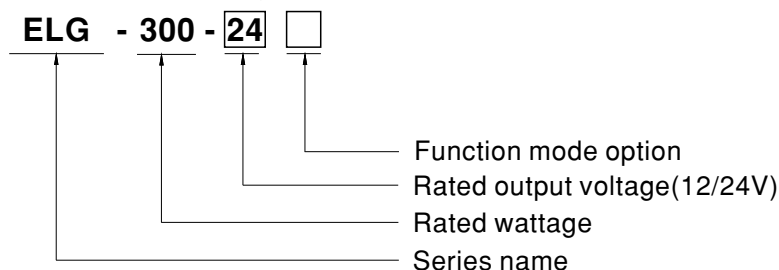 ELG - 300 - 24
Function mode option
Rated output voltage(12/24V)
Rated wattage
Series name